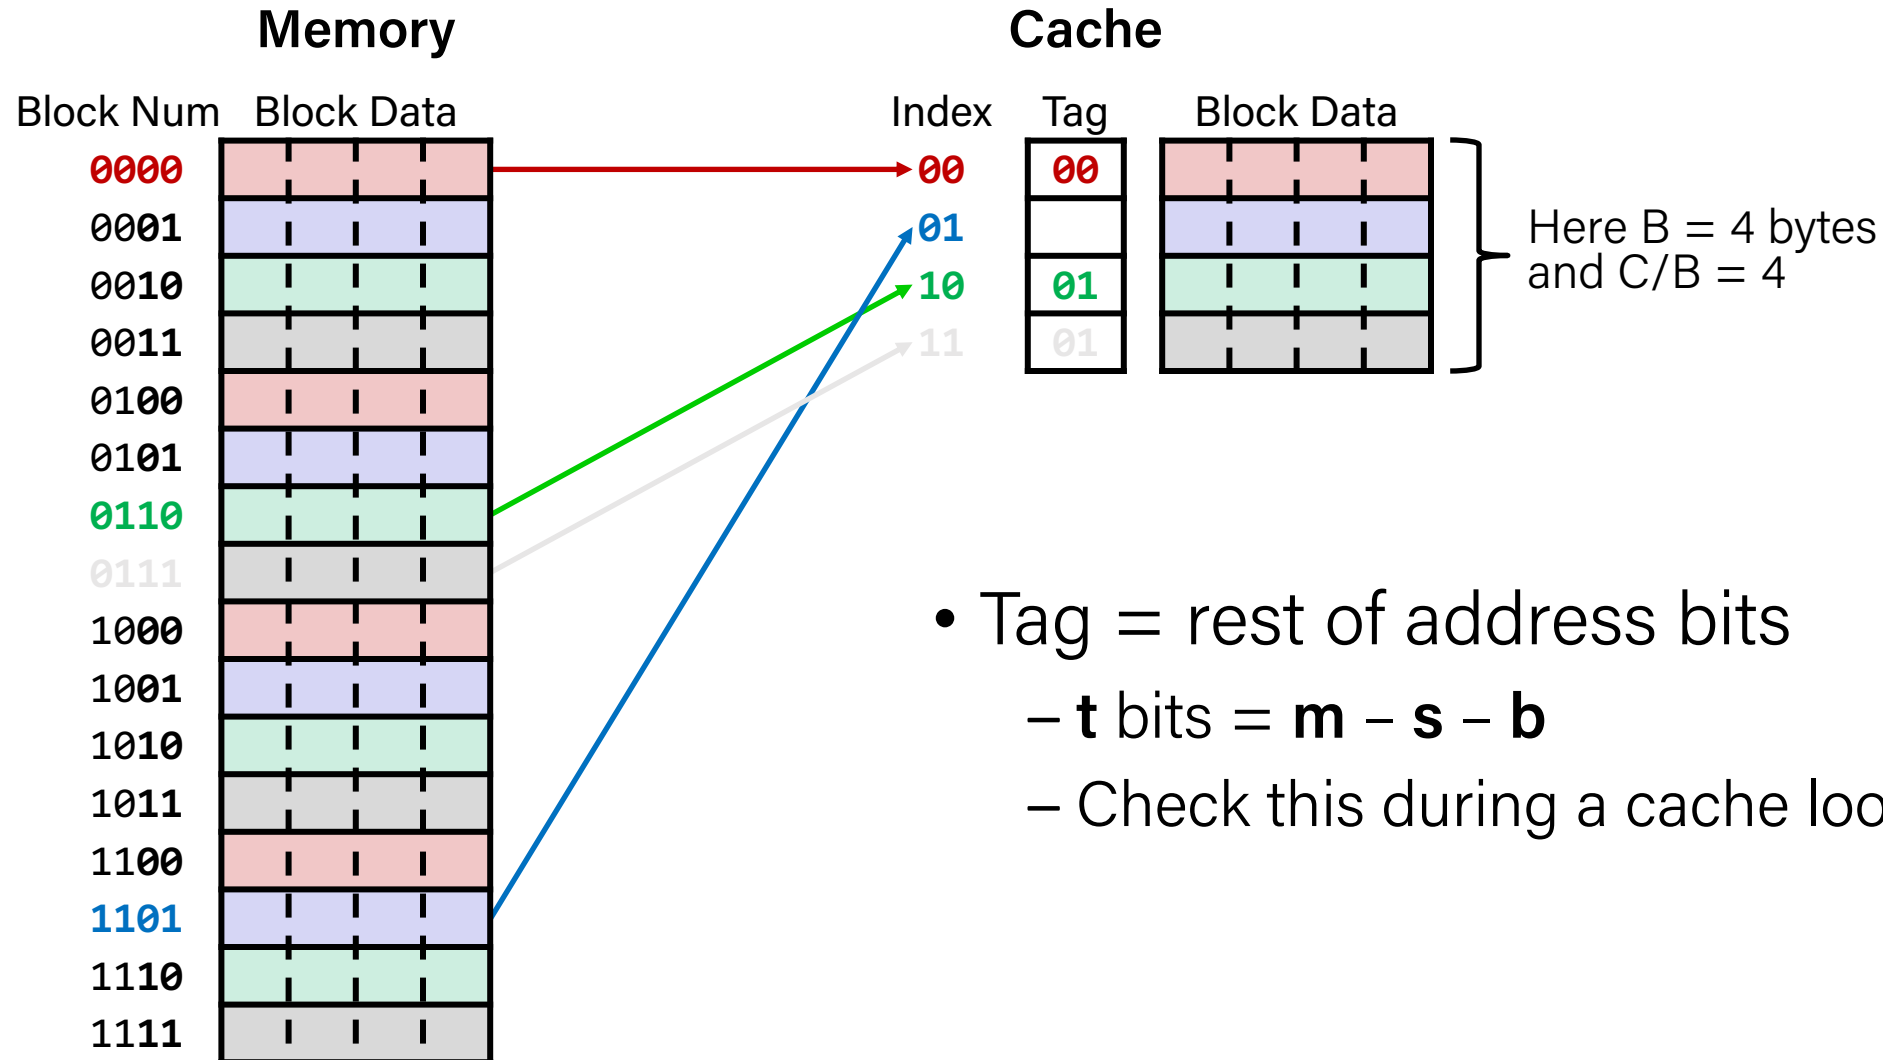 Memory
Cache
Block Num Block Data
Index Tag Block Data
0000
0001
0010
0011
0100
0101
0110
0111
1000
1001
1010
1011
1100
1101
1110
1111
00 00
01
10 01
11 01
Here B = 4 bytes
and C/B = 4
• Tag = rest of address bits
– t bits = m – s – b
– Check this during a cache